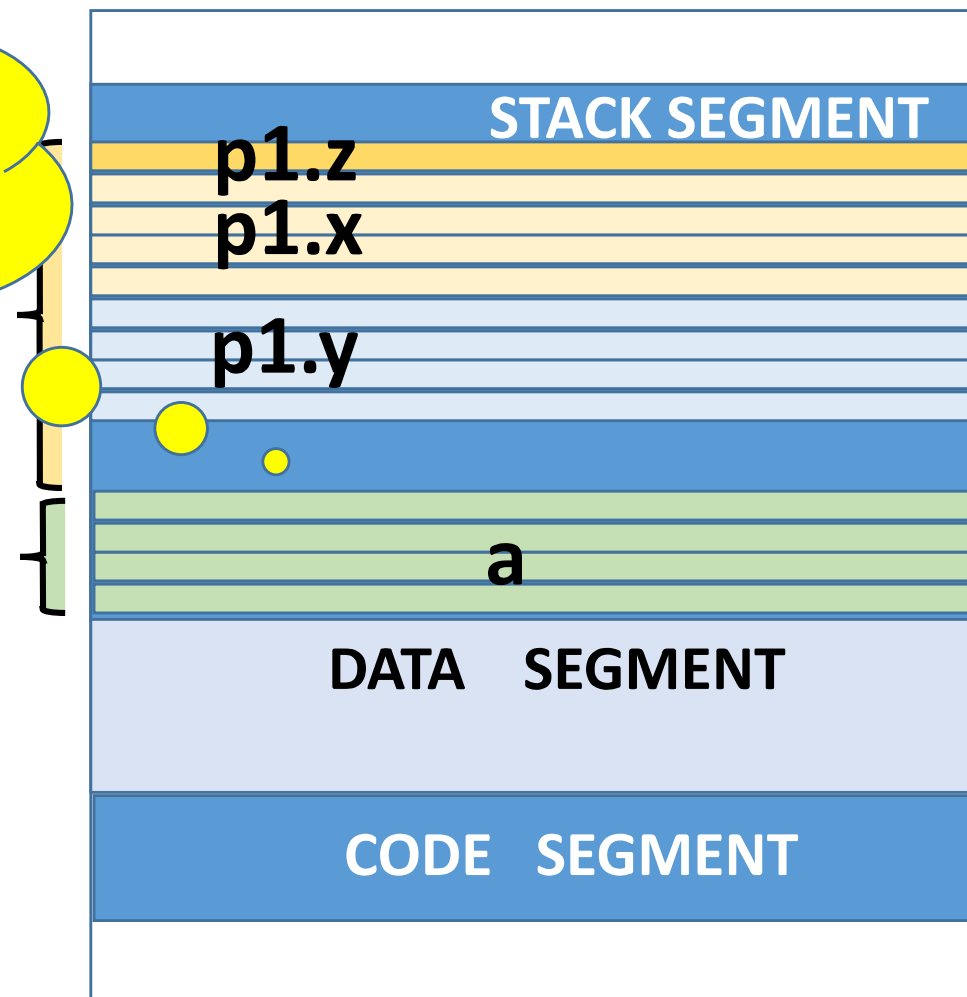 STACK SEGMENT
p1.z
p1.x
p1.y
a
DATA SEGMENT
CODE SEGMENT